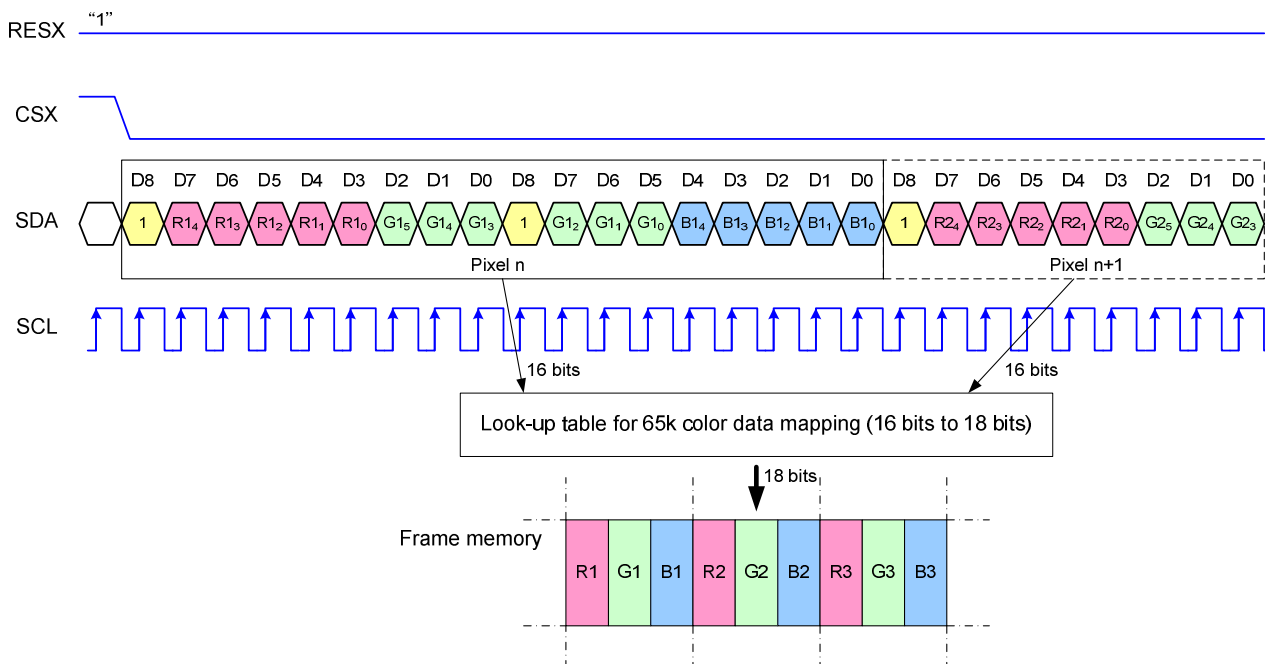 “1”
RESX
CSX
D8 D7 D6 D5 D4 D3 D2 D1 D0 D8 D7 D6 D5 D4 D3 D2 D1 D0 D8 D7 D6 D5 D4 D3 D2 D1 D0
SDA 1 R1₄ R1₃ R1₂ R1₁ R1₀ G1₅ G1₄ G1₃ 1 G1₂ G1₁ G1₀ B1₄ B1₃ B1₂ B1₁ B1₀ 1 R2₄ R2₃ R2₂ R2₁ R2₀ G2₅ G2₄ G2₃
Pixel n Pixel n+1
SCL
16 bits 16 bits
Look-up table for 65k color data mapping (16 bits to 18 bits)
18 bits
Frame memory
R1 G1 B1 R2 G2 B2 R3 G3 B3